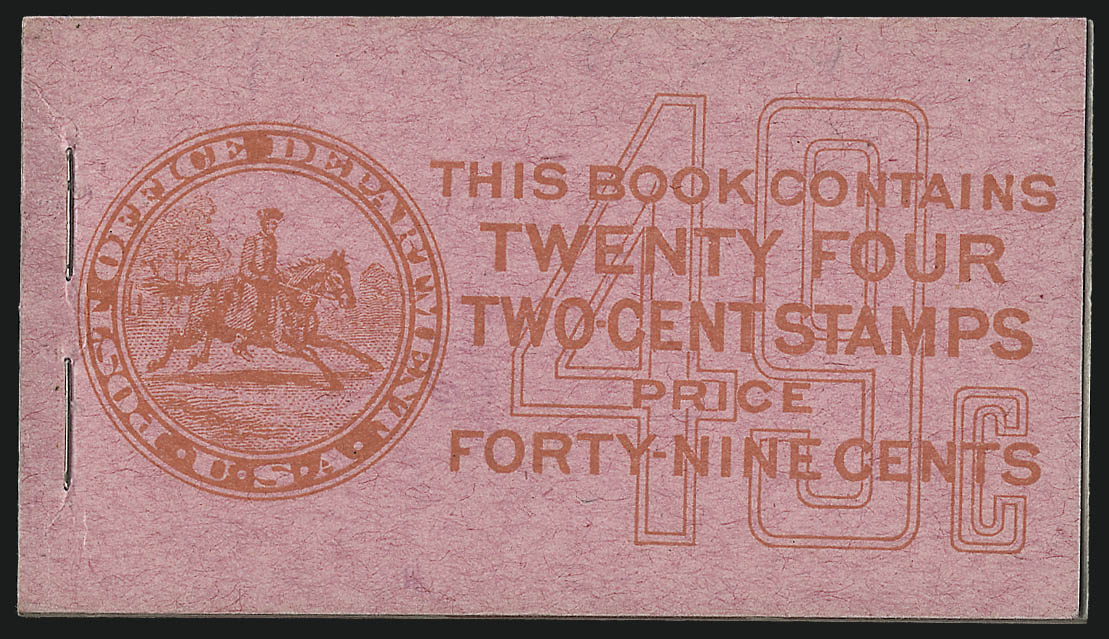 POST OFFICE DEPARTMENT
·U·S·A·
49c
THIS BOOK CONTAINS
TWENTY FOUR
TWO-CENT STAMPS
PRICE
FORTY-NINE CENTS